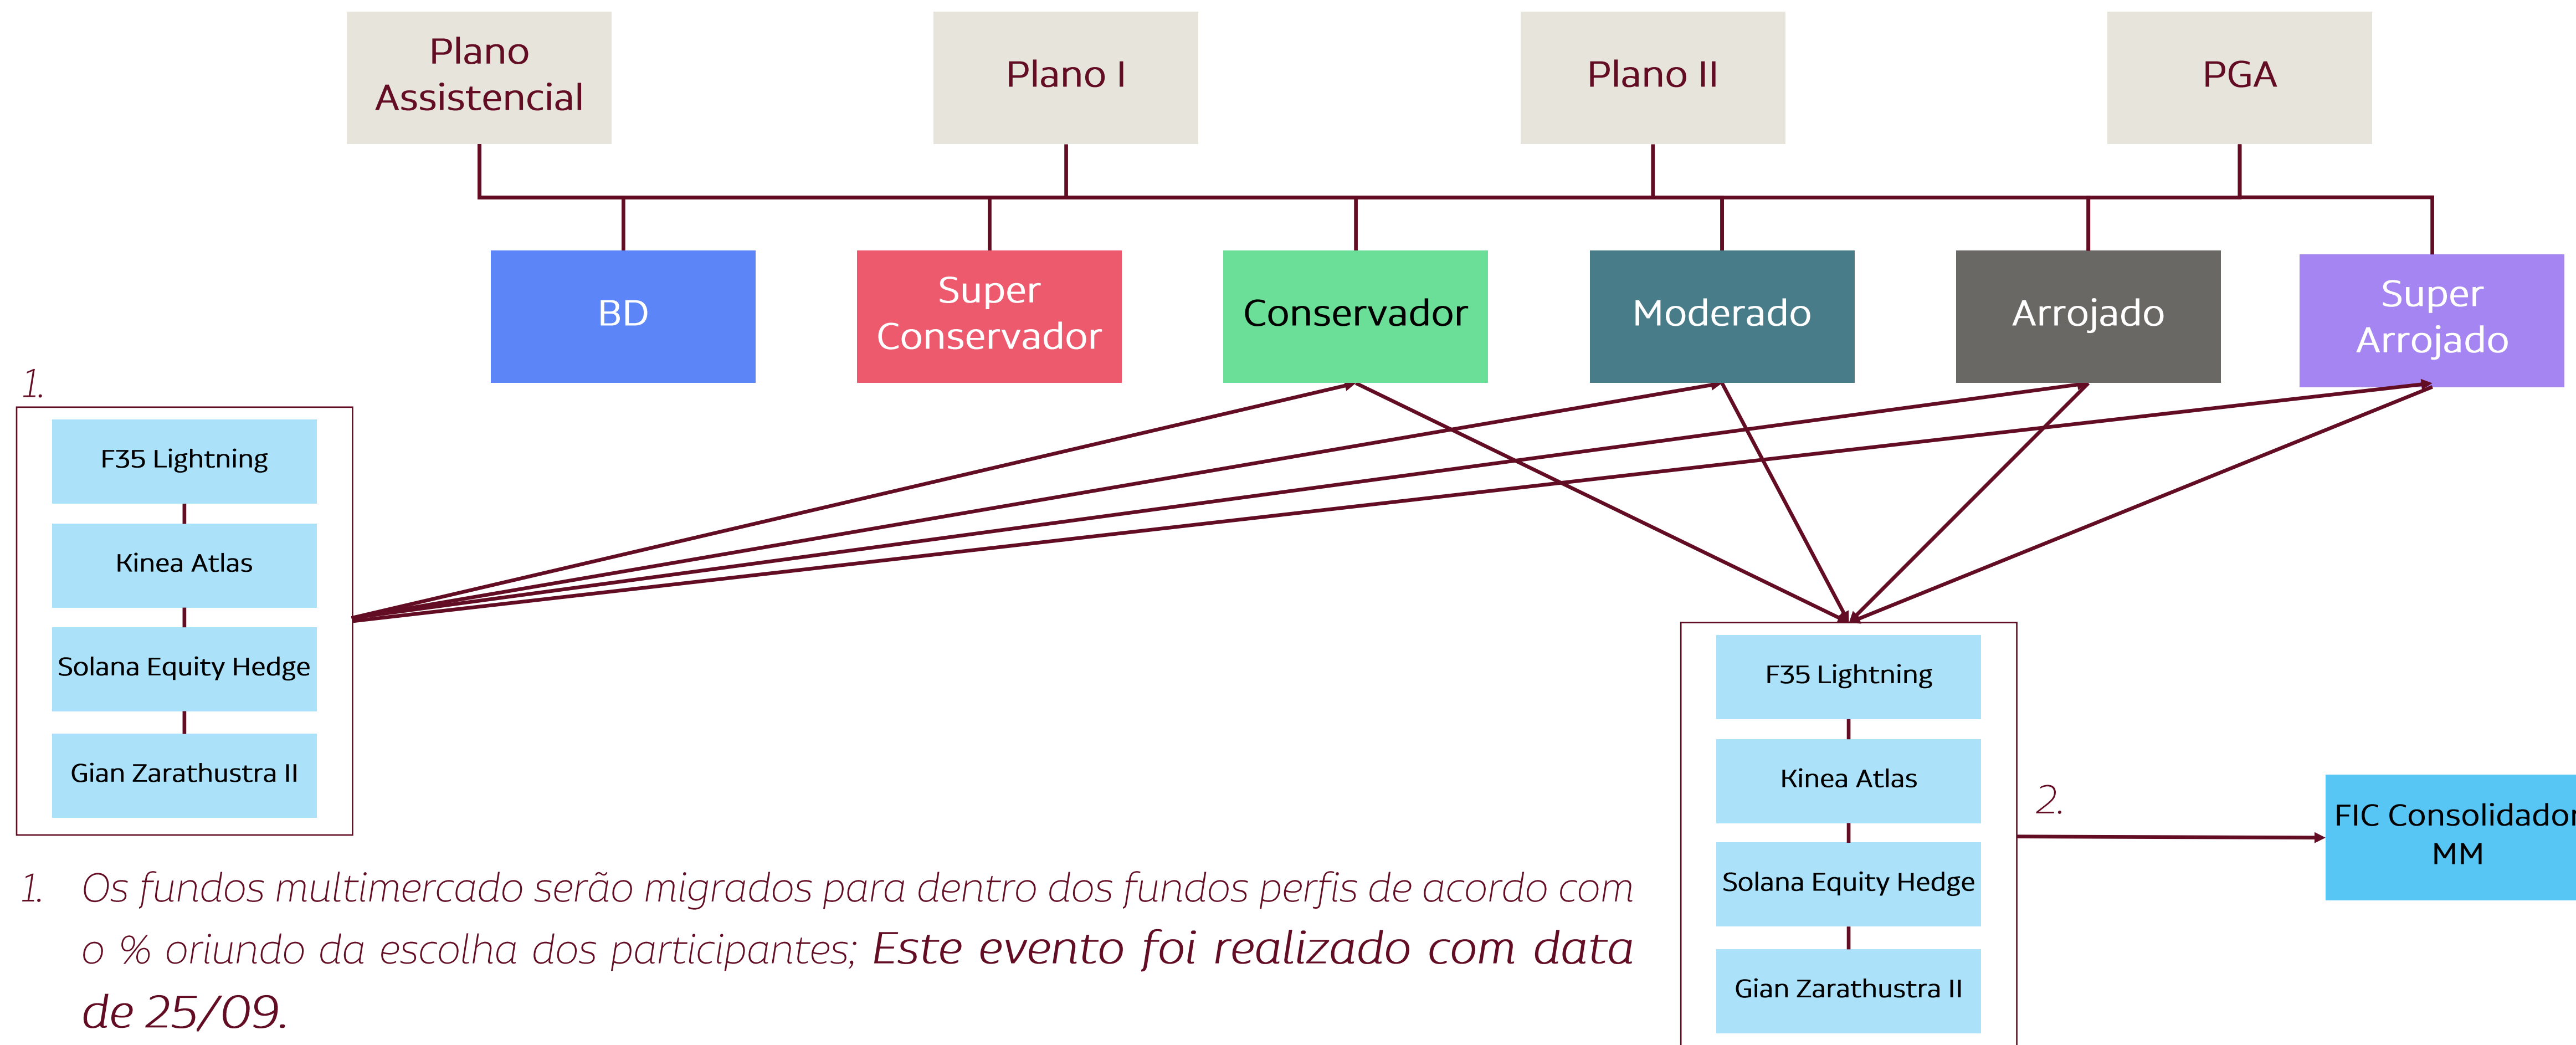 Plano
Assistencial
Plano I
Plano II
PGA
BD
Super
Conservador
Conservador
Moderado
Arrojado
Super
Arrojado
1.
F35 Lightning
Kinea Atlas
Solana Equity Hedge
Gian Zarathustra II
F35 Lightning
Kinea Atlas
Solana Equity Hedge
Gian Zarathustra II
2.
FIC Consolidador
MM
1. Os fundos multimercado serão migrados para dentro dos fundos perfis de acordo com
o % oriundo da escolha dos participantes; Este evento foi realizado com data
de 25/09.